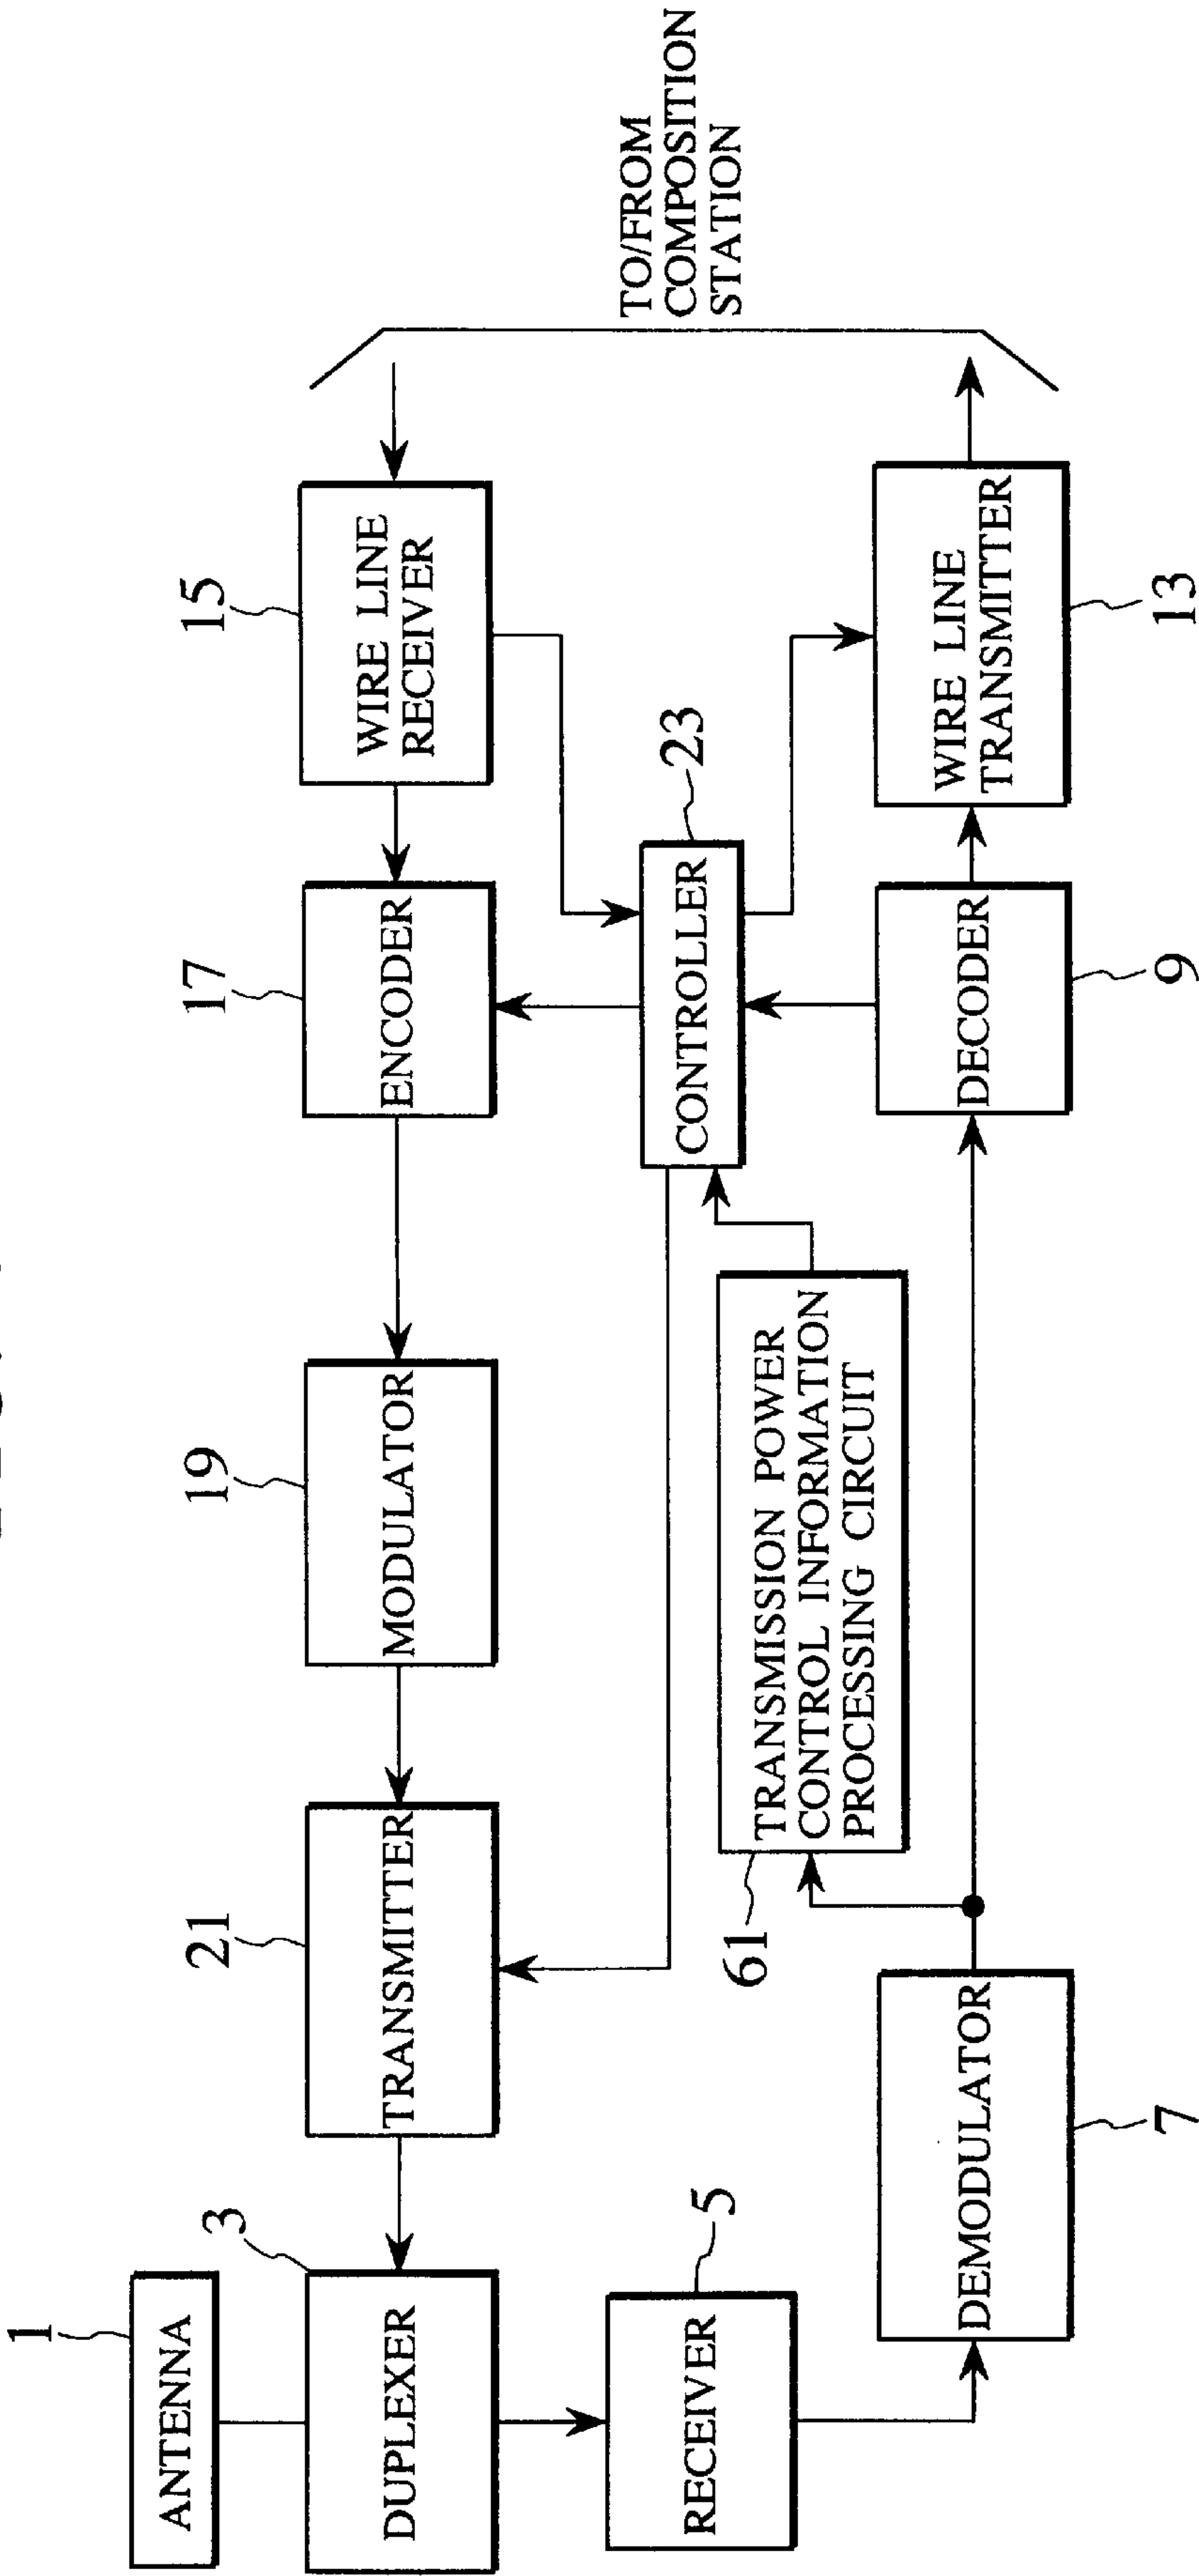 1
ANTENNA
3
DUPLEXER
21
TRANSMITTER
19
MODULATOR
17
ENCODER
15
WIRE LINE
RECEIVER
5
RECEIVER
61
TRANSMISSION POWER
CONTROL INFORMATION
PROCESSING CIRCUIT
CONTROLLER
23
TO/FROM
COMPOSITION
STATION
DEMODULATOR
7
DECODER
9
WIRE LINE
TRANSMITTER
13